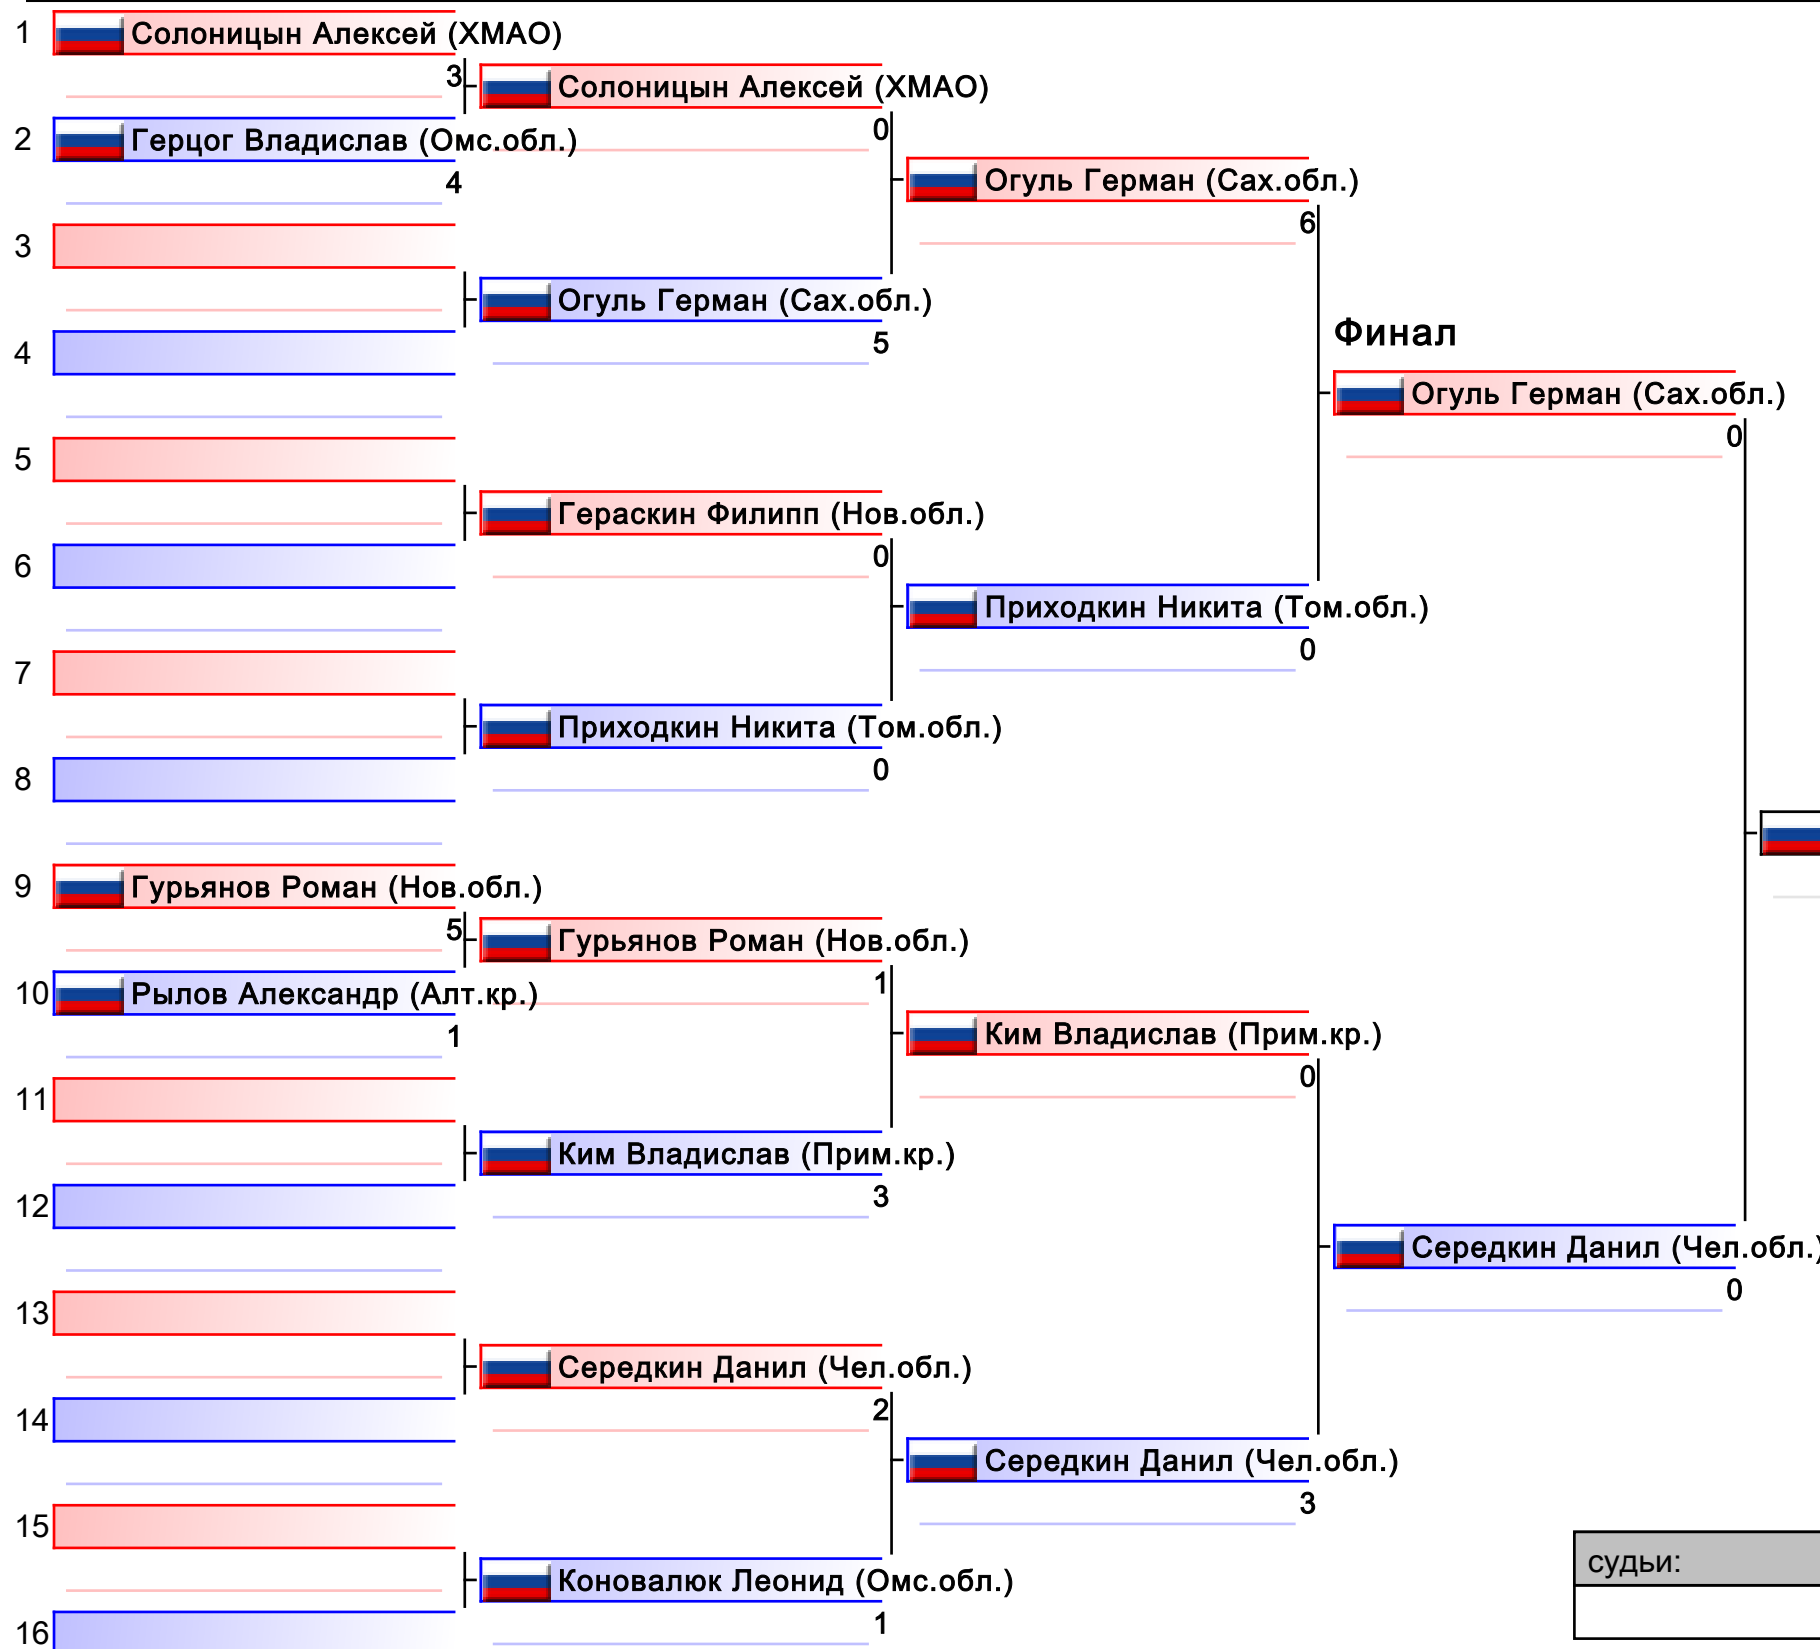 1 Солоницын Алексей (ХМАО)
3
Солоницын Алексей (ХМАО)
0
2 Герцог Владислав (Омс.обл.)
4
Огуль Герман (Сах.обл.)
6
3
Огуль Герман (Сах.обл.)
5
4
Финал
Огуль Герман (Сах.обл.)
0
5
Гераскин Филипп (Нов.обл.)
0
6
Приходкин Никита (Том.обл.)
0
7
Приходкин Никита (Том.обл.)
0
8
9 Гурьянов Роман (Нов.обл.)
5
Гурьянов Роман (Нов.обл.)
1
10 Рылов Александр (Алт.кр.)
1
Ким Владислав (Прим.кр.)
0
11
Ким Владислав (Прим.кр.)
3
12
Середкин Данил (Чел.обл.)
0
13
Середкин Данил (Чел.обл.)
2
14
Середкин Данил (Чел.обл.)
3
15
Коновалюк Леонид (Омс.обл.)
1
16
судьи: